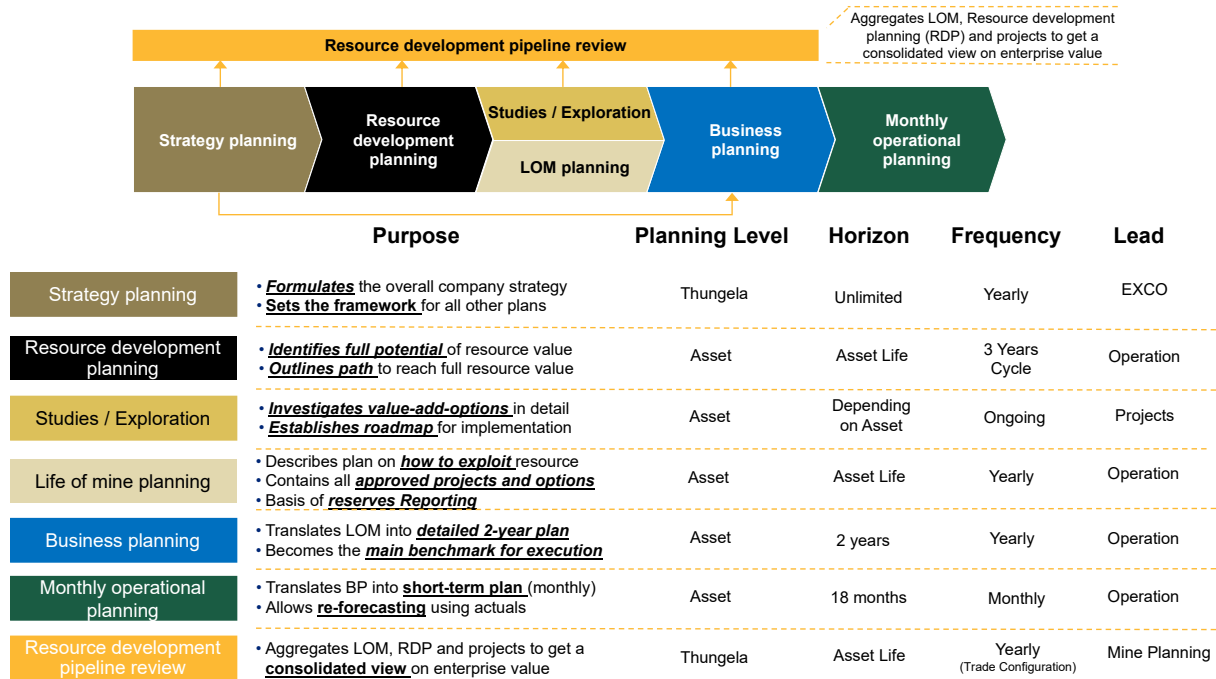 Aggregates LOM, Resource development
planning (RDP) and projects to get a
consolidated view on enterprise value
Resource development pipeline review
Strategy planning
Resource
development
planning
Studies / Exploration
LOM planning
Business
planning
Monthly
operational
planning
Purpose
Planning Level
Horizon
Frequency
Lead
Strategy planning
• Formulates the overall company strategy
• Sets the framework for all other plans
Thungela
Unlimited
Yearly
EXCO
Resource development
planning
• Identifies full potential of resource value
• Outlines path to reach full resource value
Asset
Asset Life
3 Years
Cycle
Operation
Studies / Exploration
• Investigates value-add-options in detail
• Establishes roadmap for implementation
Asset
Depending
on Asset
Ongoing
Projects
Life of mine planning
• Describes plan on how to exploit resource
• Contains all approved projects and options
• Basis of reserves Reporting
Asset
Asset Life
Yearly
Operation
Business planning
• Translates LOM into detailed 2-year plan
• Becomes the main benchmark for execution
Asset
2 years
Yearly
Operation
Monthly operational
planning
• Translates BP into short-term plan (monthly)
• Allows re-forecasting using actuals
Asset
18 months
Monthly
Operation
Resource development
pipeline review
• Aggregates LOM, RDP and projects to get a
consolidated view on enterprise value
Thungela
Asset Life
Yearly
(Trade Configuration)
Mine Planning